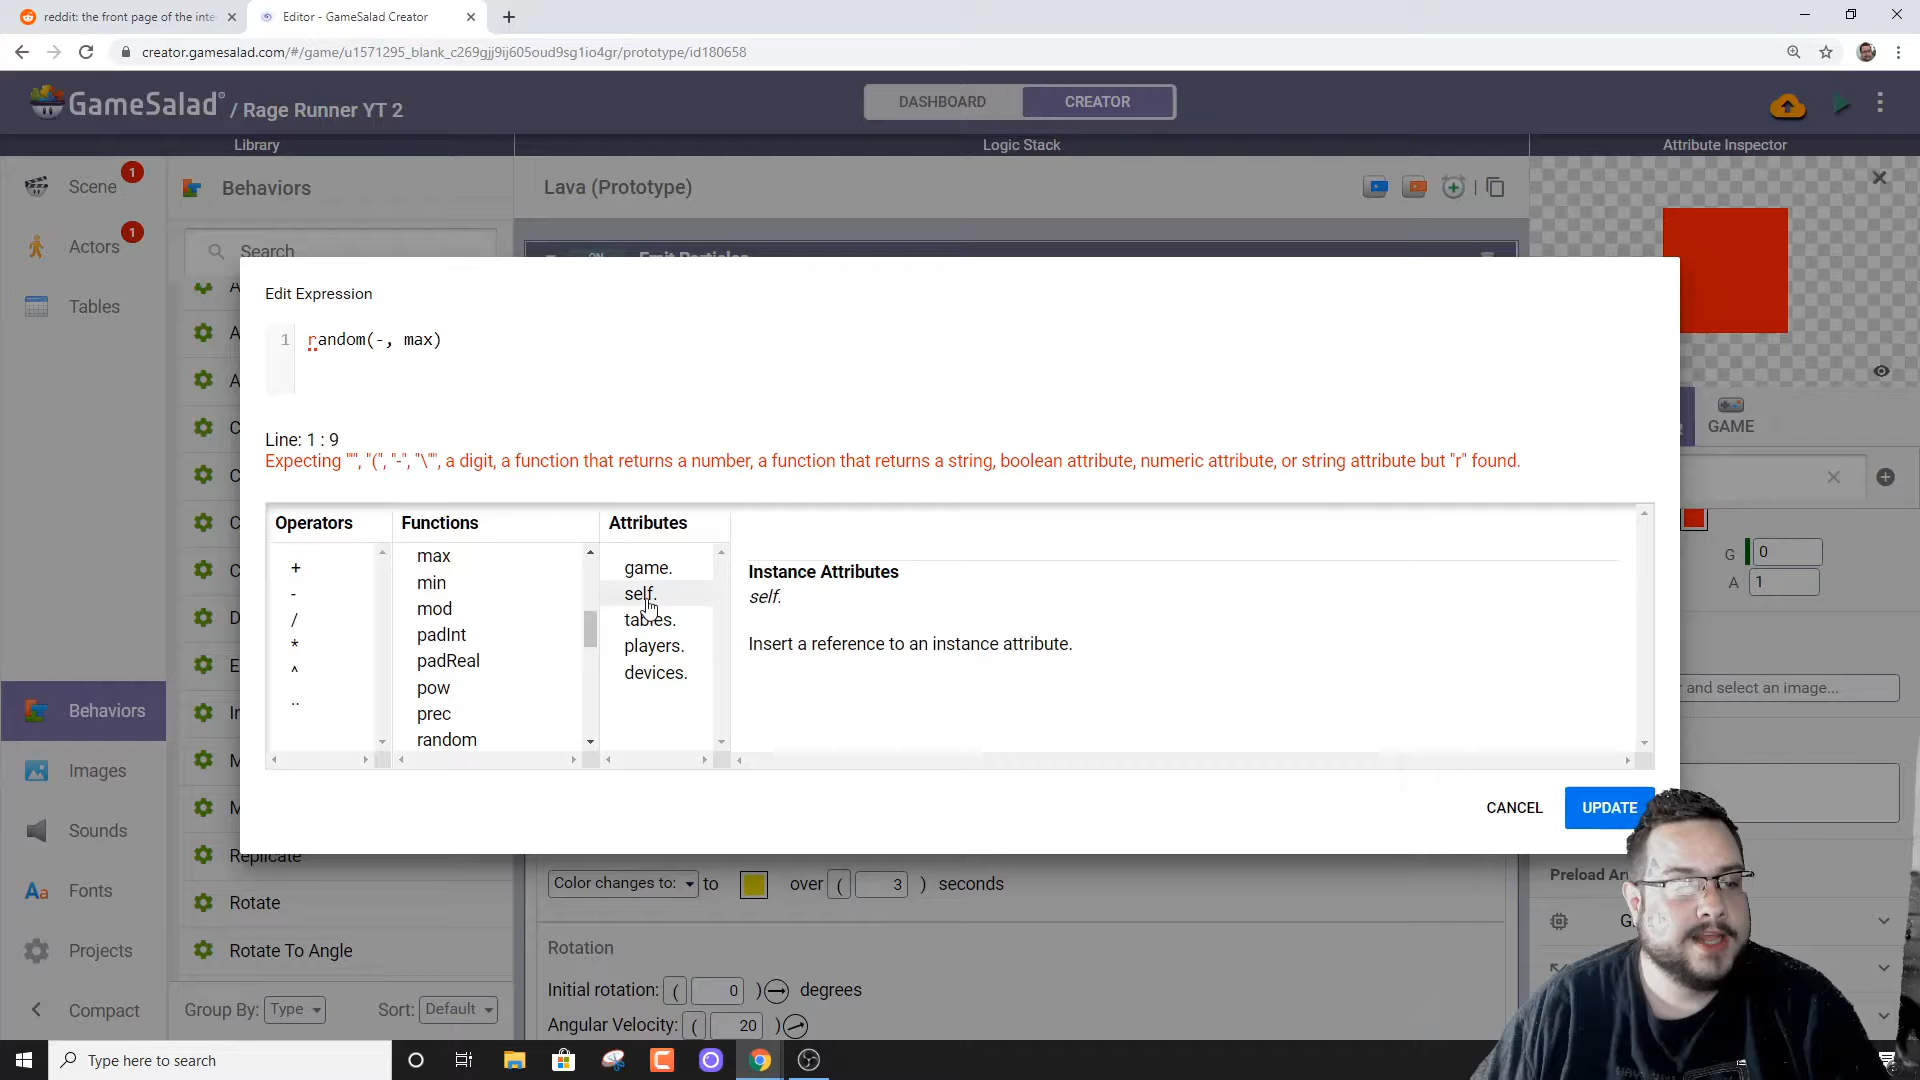 reddit: the front page of the inte
Editor - GameSalad Creator
creator.gamesalad.com/#/game/u1571295_blank_c269gjj9ij605oud9sg1io4gr/prototype/id180658
GameSalad / Rage Runner YT 2
DASHBOARD
CREATOR
Library
Logic Stack
Attribute Inspector
Scene
1
Behaviors
Lava (Prototype)
Actors
1
Search
ON
Emit Particles
Tables
Edit Expression
1
random(-, max)
GAME
Line: 1 : 9
Expecting "", "(", "-", "\"", a digit, a function that returns a number, a function that returns a string, boolean attribute, numeric attribute, or string attribute but "r" found.
Operators
Functions
Attributes
+
-
/
*
^
..
max
min
mod
padInt
padReal
pow
prec
random
game.
self.
tables.
players.
devices.
Instance Attributes
self.
Insert a reference to an instance attribute.
G
0
A
1
r and select an image...
CANCEL
UPDATE
Behaviors
Images
Sounds
Fonts
Projects
Compact
Replicate
Rotate
Rotate To Angle
Group By:
Type
Sort:
Default
Color changes to:
to
over
(
3
)
seconds
Rotation
Initial rotation:
(
0
)
degrees
Angular Velocity:
(
20
)
Preload Ar
G
Type here to search